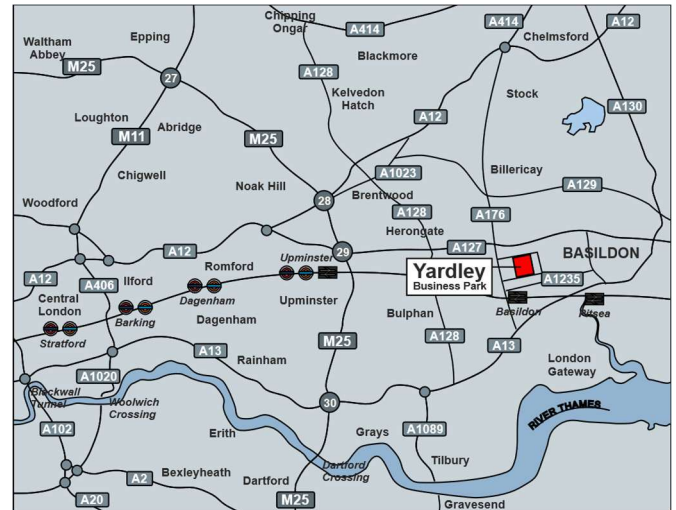 Chipping
Ongar
A414
A414
A12
Epping
Waltham
Abbey
M25
Chelmsford
Blackmore
27
A128
Kelvedon
Hatch
Stock
A130
Loughton
Abridge
M11
M25
A12
Chigwell
A1023
Billericay
Noak Hill
Brentwood
A129
28
Woodford
A128
A176
Herongate
A12
29
A127
BASILDON
Upminster
Romford
Yardley
Business Park
A12
A406
Ilford
A1235
Central
London
Dagenham
Upminster
Basildon
Pitsea
Barking
Dagenham
Bulphan
Stratford
M25
A128
A13
A13
Rainham
London
Gateway
A1020
Blackwall
Tunnel
Woolwich
Crossing
30
RIVER THAMES
A102
Erith
Grays
A1089
Bexleyheath
Dartford
Crossing
Tilbury
A2
Dartford
A20
M25
Gravesend